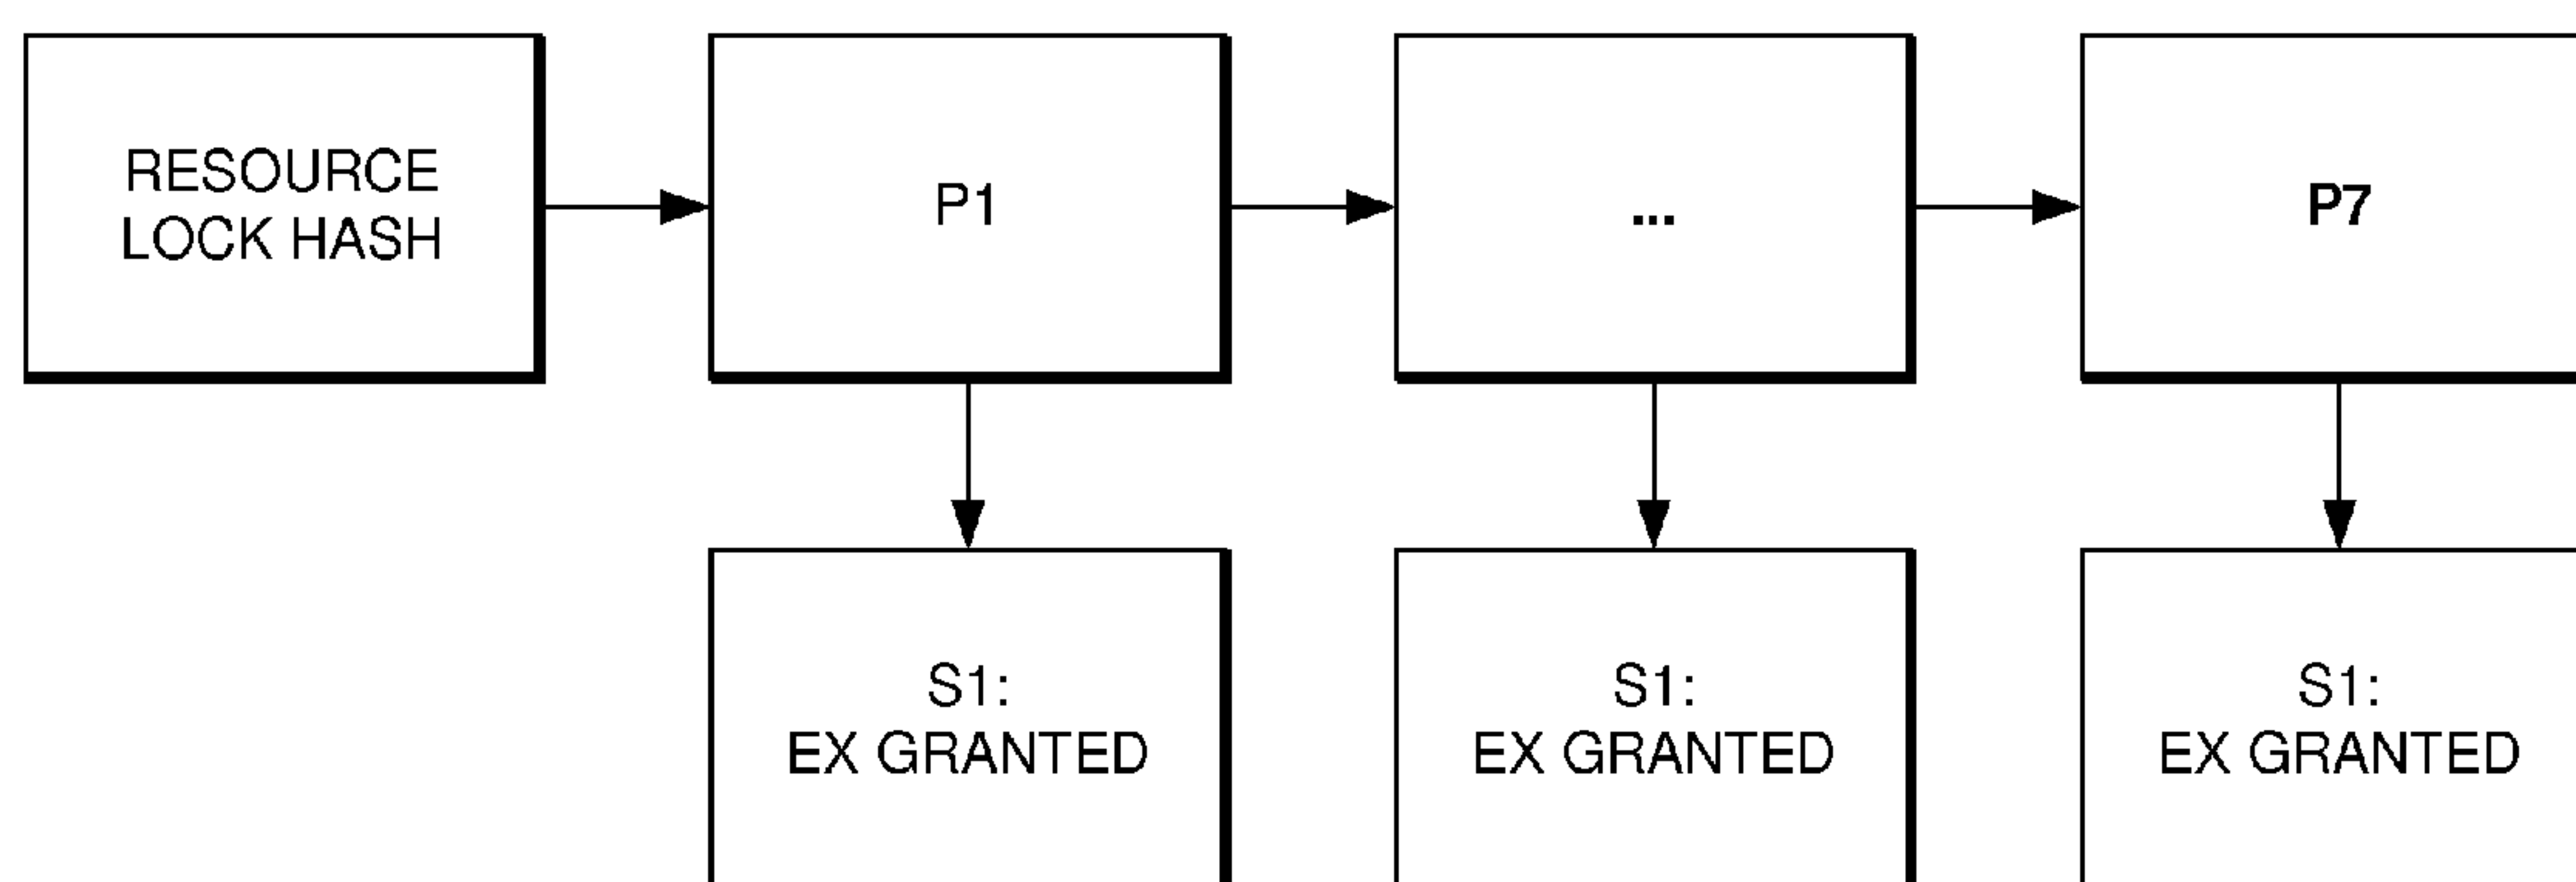 RESOURCE
LOCK HASH
P1
...
P7
S1:
EX GRANTED
S1:
EX GRANTED
S1:
EX GRANTED